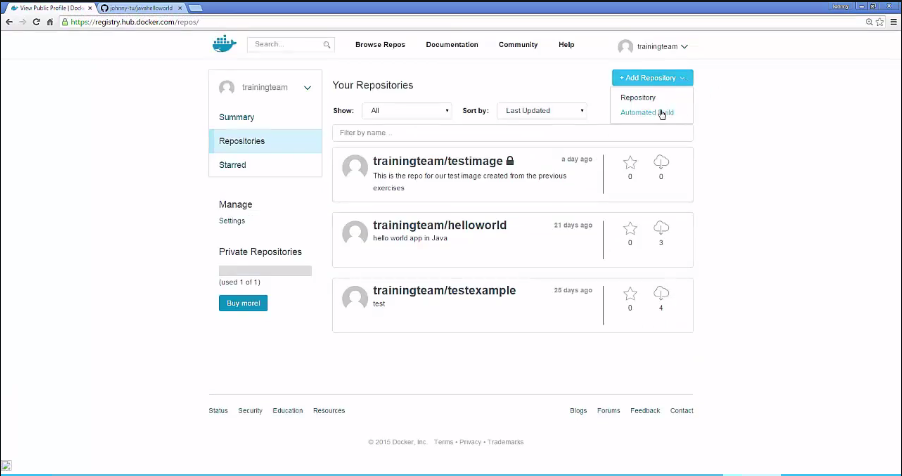 View Public Profile | Dock
johnny-tu/javahelloworld
https://registry.hub.docker.com/repos/
Search...
Browse Repos
Documentation
Community
Help
trainingteam
trainingteam
Summary
Repositories
Starred
Manage
Settings
Private Repositories
(used 1 of 1)
Buy more!
Your Repositories
+ Add Repository
Repository
Automated
Show: All
Sort by: Last Updated
Filter by name ...
trainingteam/testimage
a day ago
This is the repo for our test image created from the previous
exercises
0 0
trainingteam/helloworld
21 days ago
hello world app in Java
0 3
trainingteam/testexample
25 days ago
test
0 4
Status Security Education Resources
Blogs Forums Feedback Contact
© 2015 Docker, Inc. Terms • Privacy • Trademarks